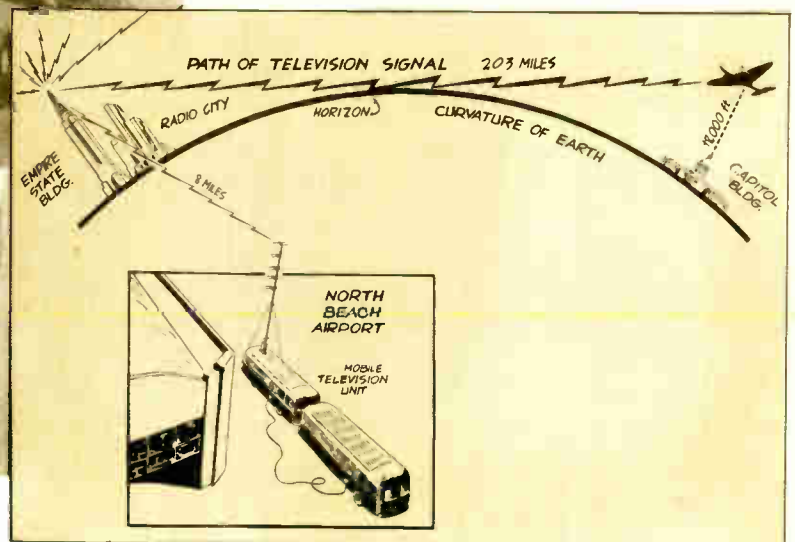 PATH OF TELEVISION SIGNAL 203 MILES
RADIO CITY
HORIZON
CURVATURE OF EARTH
18,000 ft
EMPIRE
STATE
BLDG.
8 MILES
CAPITOL
BLDG.
NORTH
BEACH
AIRPORT
MOBILE
TELEVISION
UNIT